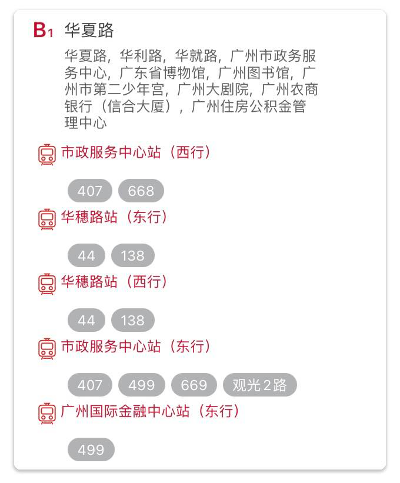 B1 华夏路
华夏路，华利路，华就路，广州市政务服
务中心，广东省博物馆，广州图书馆，广
州市第二少年宫，广州大剧院，广州农商
银行（信合大厦），广州住房公积金管
理中心
市政服务中心站（西行）
407 668
华穗路站（东行）
44 138
华穗路站（西行）
44 138
市政服务中心站（东行）
407 499 669 观光2路
广州国际金融中心站（东行）
499